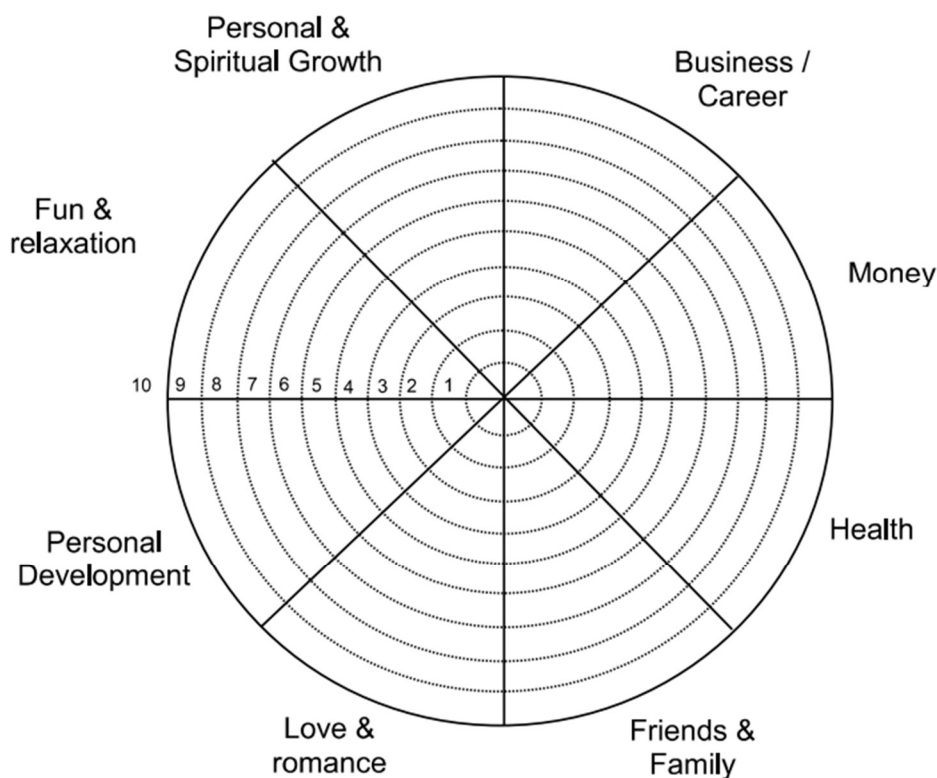 Personal &
Spiritual Growth
Business /
Career
Fun &
relaxation
Money
10 9 8 7 6 5 4 3 2 1
Personal
Development
Health
Love &
romance
Friends &
Family